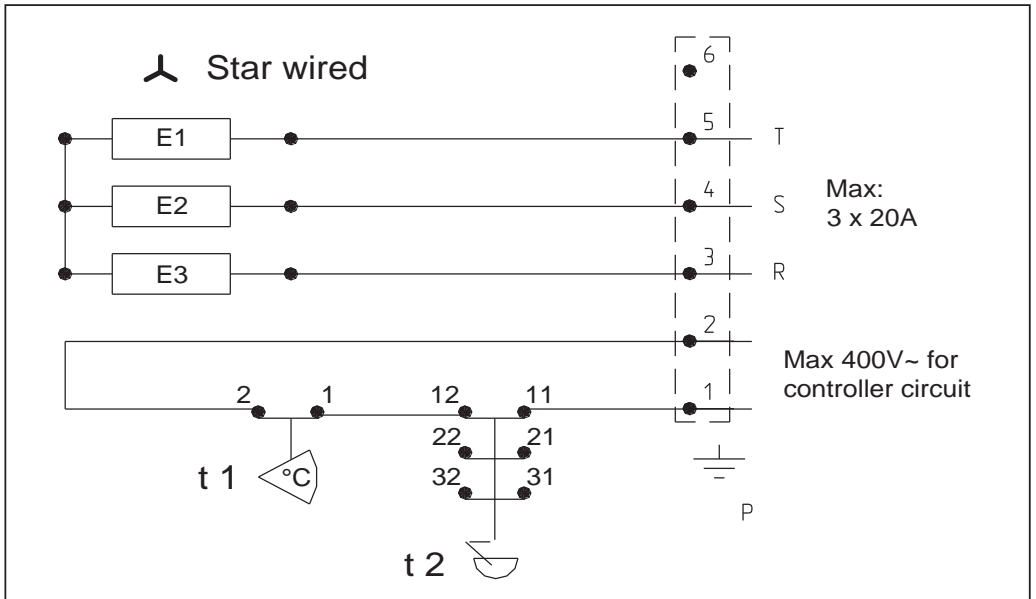 Star wired
6
E1
5
T
E2
4
S
Max:
3 x 20A
E3
3
R
2
Max 400V~ for
controller circuit
2
1
12
11
1
22
21
t 1
°C
32
31
P
t 2